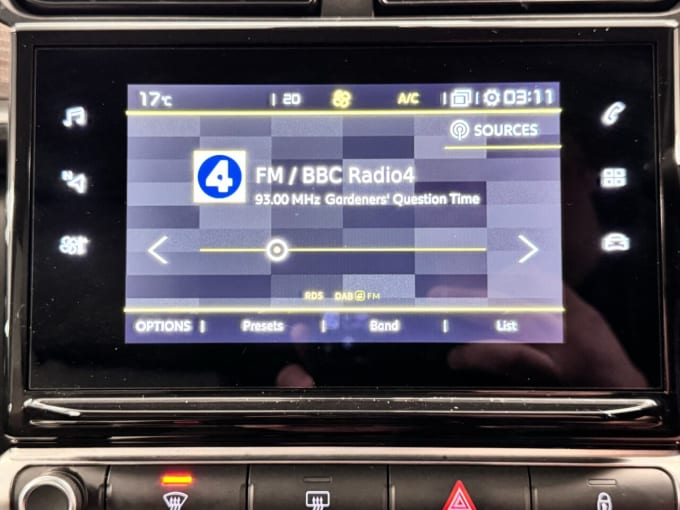 17°C | 20 A/C 03:11
SOURCES
4
FM / BBC Radio4
93.00 MHz Gardeners' Question Time
RDS DAB FM
OPTIONS | Presets | Band | List
N